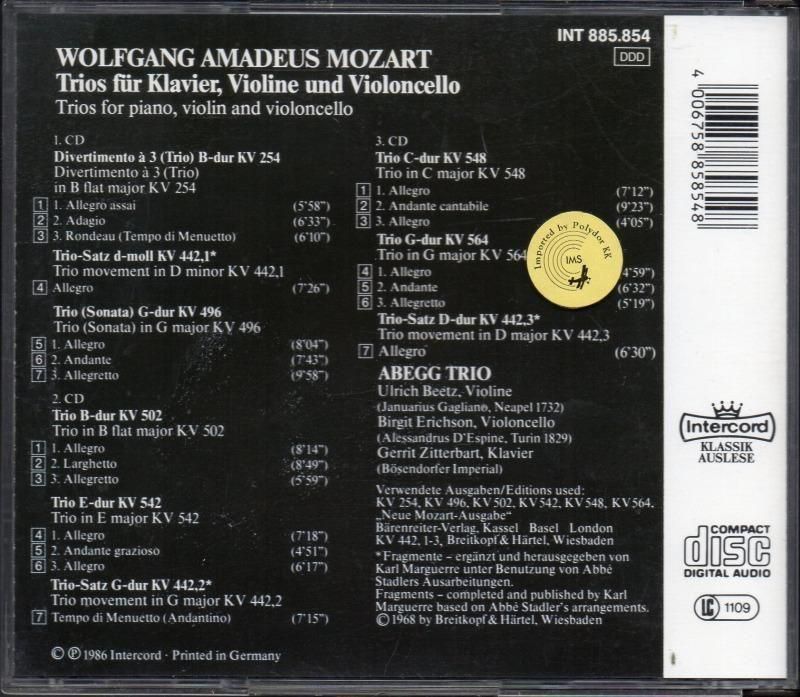 INT 885.854
DDD
WOLFGANG AMADEUS MOZART
Trios für Klavier, Violine und Violoncello
Trios for piano, violin and violoncello
1. CD
Divertimento à 3 (Trio) B-dur KV 254
Divertimento à 3 (Trio)
in B flat major KV 254
1 1. Allegro assai (5'58")
2 2. Adagio (6'33")
3 3. Rondeau (Tempo di Menuetto) (6'10")
Trio-Satz d-moll KV 442,1*
Trio movement in D minor KV 442,1
4 Allegro (7'26")
Trio (Sonata) G-dur KV 496
Trio (Sonata) in G major KV 496
5 1. Allegro (8'04")
6 2. Andante (7'43")
7 3. Allegretto (9'58")
2. CD
Trio B-dur KV 502
Trio in B flat major KV 502
1 1. Allegro (8'14")
2 2. Larghetto (8'49")
3 3. Allegretto (5'59")
Trio E-dur KV 542
Trio in E major KV 542
4 1. Allegro (7'18")
5 2. Andante grazioso (4'51")
6 3. Allegro (6'17")
Trio-Satz G-dur KV 442,2*
Trio movement in G major KV 442,2
7 Tempo di Menuetto (Andantino) (7'15")
© ℗ 1986 Intercord · Printed in Germany
3. CD
Trio C-dur KV 548
Trio in C major KV 548
1 1. Allegro (7'12")
2 2. Andante cantabile (9'23")
3 3. Allegro (4'05")
Trio G-dur KV 564
Trio in G major KV 564
4 1. Allegro 4'59")
5 2. Andante (6'32")
6 3. Allegretto (5'19")
Trio-Satz D-dur KV 442,3*
Trio movement in D major KV 442,3
7 Allegro (6'30")
ABEGG TRIO
Ulrich Beetz, Violine
(Januarius Gagliano, Neapel 1732)
Birgit Erichson, Violoncello
(Alessandrus D'Espine, Turin 1829)
Gerrit Zitterbart, Klavier
(Bösendorfer Imperial)
Verwendete Ausgaben/Editions used:
KV 254, KV 496, KV 502, KV 542, KV 548, KV 564,
„Neue Mozart-Ausgabe"
Bärenreiter-Verlag, Kassel Basel London
KV 442, 1-3, Breitkopf & Härtel, Wiesbaden
*Fragmente – ergänzt und herausgegeben von
Karl Marguerre unter Benutzung von Abbé
Stadlers Ausarbeitungen.
Fragments – completed and published by Karl
Marguerre based on Abbé Stadler's arrangements.
© 1968 by Breitkopf & Härtel, Wiesbaden
Imported by Polydor KK
IMS
4 006758 858548
Intercord
KLASSIK
AUSLESE
COMPACT
disc
DIGITAL AUDIO
LC 1109